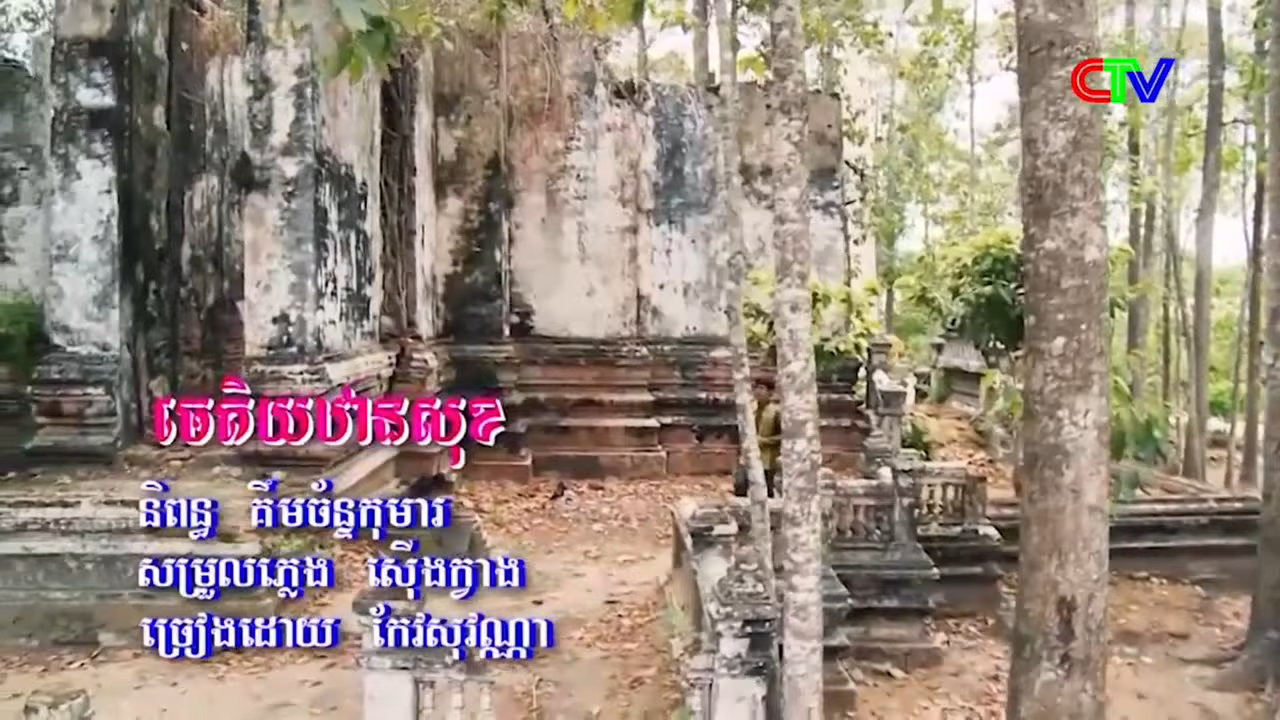 CTV
ចេតិយឋានសុខ
និពន្ធ គឹមច័ន្ទកុមារ
សម្រួលភ្លេង ស៊ើងក្វាង
ច្រៀងដោយ កែវសុវណ្ណា